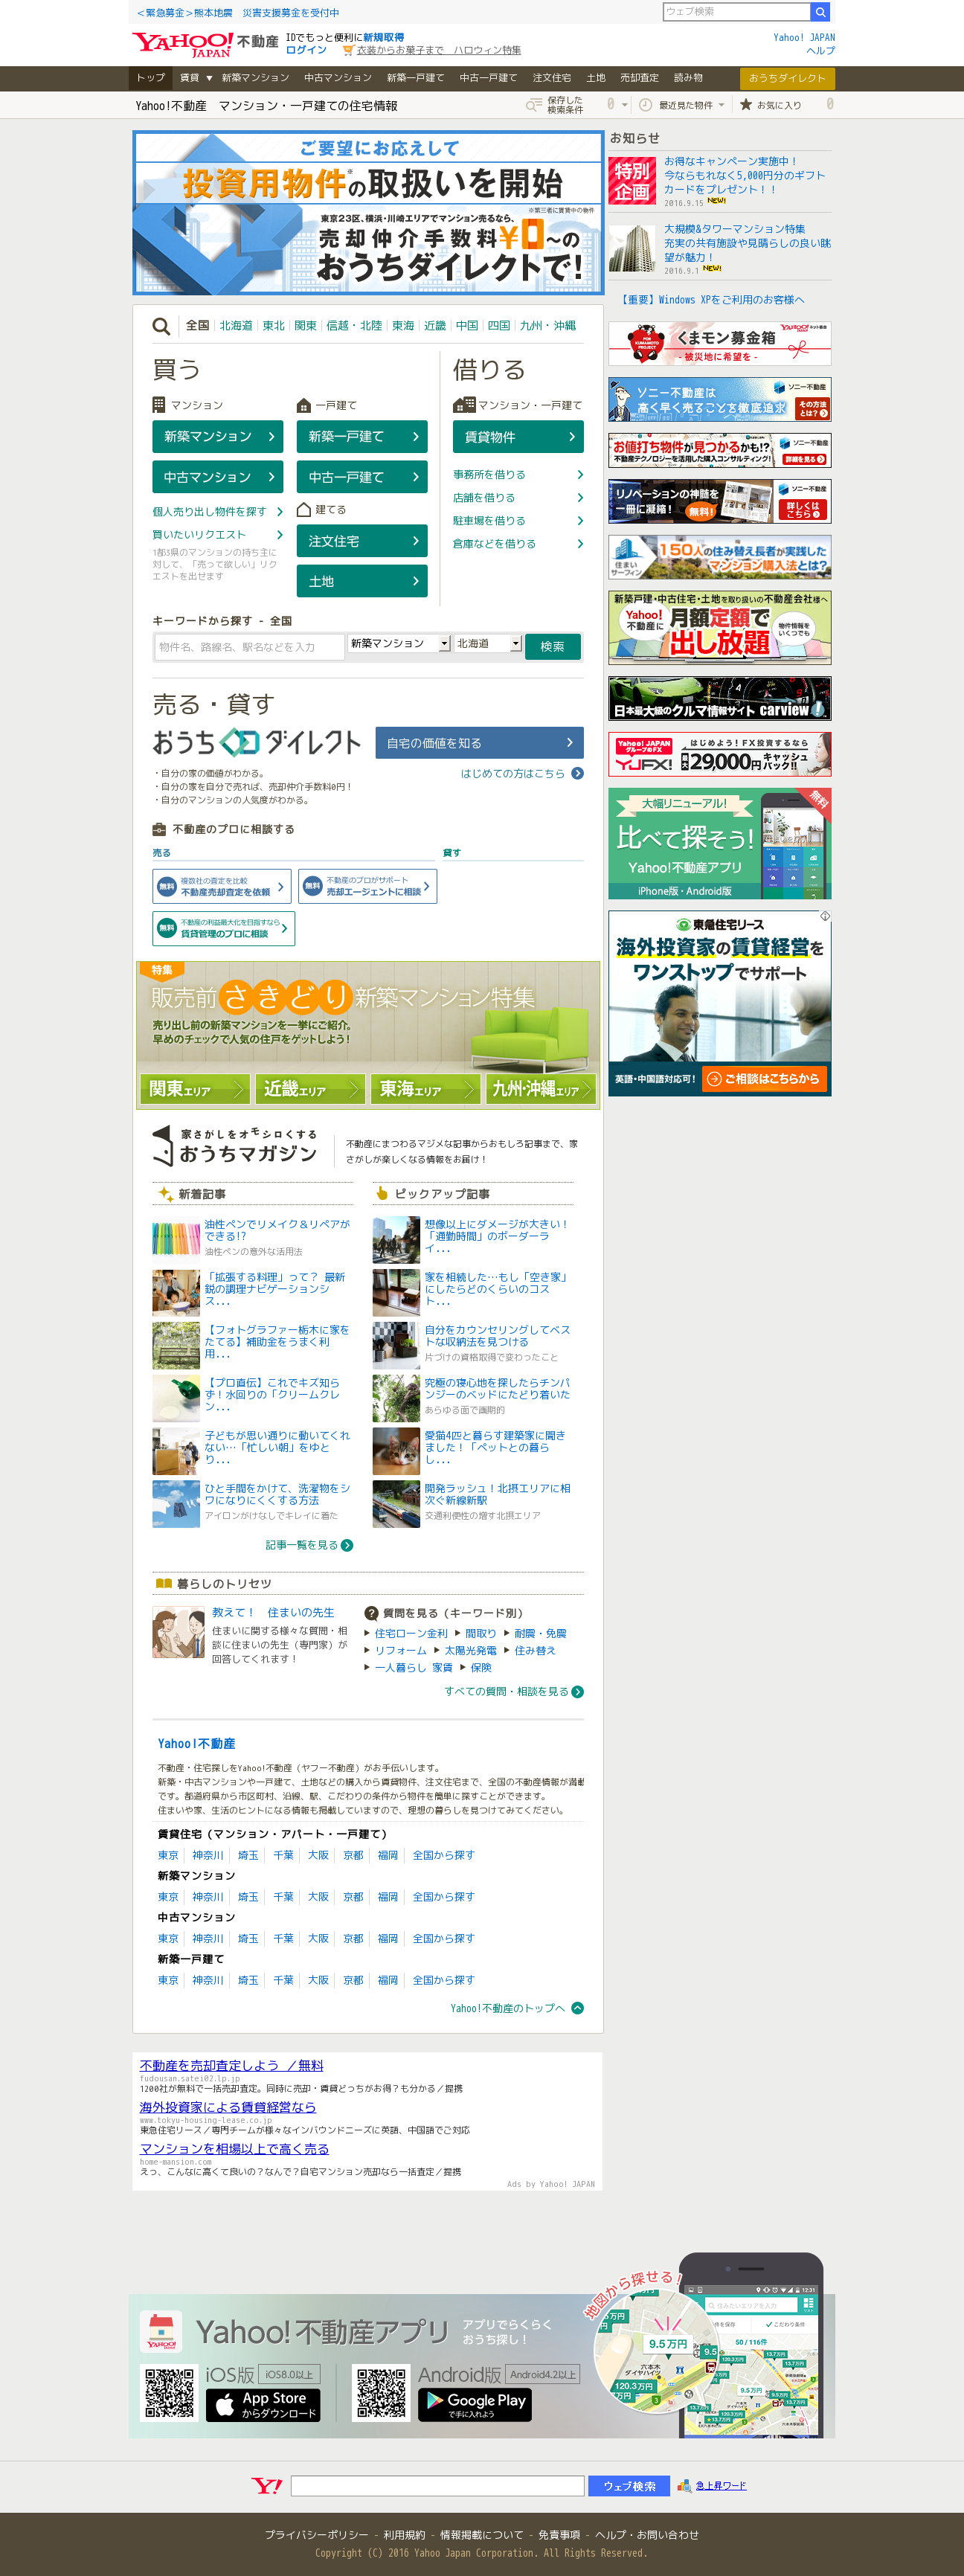 ＜緊急募金＞熊本地震　災害支援募金を受付中
ウェブ検索
YAHOO! JAPAN 不動産
IDでもっと便利に新規取得
ログイン
衣装からお菓子まで　ハロウィン特集
Yahoo! JAPAN
ヘルプ
トップ 賃貸 ▼ 新築マンション 中古マンション 新築一戸建て 中古一戸建て 注文住宅 土地 売却査定 読み物 おうちダイレクト
Yahoo!不動産　マンション・一戸建ての住宅情報
保存した検索条件 0
最近見た物件
お気に入り 0
ご要望にお応えして
投資用物件※の取扱いを開始
※第三者に賃貸中の物件
東京23区、横浜・川崎エリアでマンション売るなら、
売却仲介手数料¥0〜の
おうちダイレクトで!
お知らせ
特別企画
お得なキャンペーン実施中！
今ならもれなく5,000円分のギフトカードをプレゼント！！
2016.9.15 NEW!
大規模&タワーマンション特集
充実の共有施設や見晴らしの良い眺望が魅力！
2016.9.1 NEW!
【重要】Windows XPをご利用のお客様へ
全国 北海道 東北 関東 信越・北陸 東海 近畿 中国 四国 九州・沖縄
買う
マンション
新築マンション
中古マンション
個人売り出し物件を探す
買いたいリクエスト
1都3県のマンションの持ち主に対して、「売って欲しい」リクエストを出せます
一戸建て
新築一戸建て
中古一戸建て
建てる
注文住宅
土地
借りる
マンション・一戸建て
賃貸物件
事務所を借りる
店舗を借りる
駐車場を借りる
倉庫などを借りる
キーワードから探す - 全国
物件名、路線名、駅名などを入力
新築マンション
北海道
検索
売る・貸す
おうちダイレクト
自宅の価値を知る
・自分の家の価値がわかる。
・自分の家を自分で売れば、売却仲介手数料0円！
・自分のマンションの人気度がわかる。
はじめての方はこちら
不動産のプロに相談する
売る
貸す
無料 複数社の査定を比較 不動産売却査定を依頼
無料 不動産のプロがサポート 売却エージェントに相談
無料 不動産の利益最大化を目指すなら 賃貸管理のプロに相談
特集
販売前さきどり新築マンション特集
売り出し前の新築マンションを一挙にご紹介。
早めのチェックで人気の住戸をゲットしよう！
関東エリア 近畿エリア 東海エリア 九州・沖縄エリア
家さがしをオモシロくする
おうちマガジン
不動産にまつわるマジメな記事からおもしろ記事まで、家さがしが楽しくなる情報をお届け！
新着記事
油性ペンでリメイク＆リペアができる!?
油性ペンの意外な活用法
「拡張する料理」って？ 最新鋭の調理ナビゲーションシス...
【フォトグラファー栃木に家をたてる】補助金をうまく利用...
【プロ直伝】これでキズ知らず！水回りの「クリームクレン...
子どもが思い通りに動いてくれない…「忙しい朝」をゆとり...
ひと手間をかけて、洗濯物をシワになりにくくする方法
アイロンがけなしでキレイに着た
記事一覧を見る
ピックアップ記事
想像以上にダメージが大きい！「通勤時間」のボーダーライ...
家を相続した…もし「空き家」にしたらどのくらいのコスト...
自分をカウンセリングしてベストな収納法を見つける
片づけの資格取得で変わったこと
究極の寝心地を探したらチンパンジーのベッドにたどり着いた
あらゆる面で画期的
愛猫4匹と暮らす建築家に聞きました！「ペットとの暮らし...
開発ラッシュ！北摂エリアに相次ぐ新線新駅
交通利便性の増す北摂エリア
暮らしのトリセツ
教えて！　住まいの先生
住まいに関する様々な質問・相談に住まいの先生（専門家）が回答してくれます！
質問を見る（キーワード別）
住宅ローン金利 間取り 耐震・免震
リフォーム 太陽光発電 住み替え
一人暮らし 家賃 保険
すべての質問・相談を見る
Yahoo!不動産
不動産・住宅探しをYahoo!不動産（ヤフー不動産）がお手伝いします。
新築・中古マンションや一戸建て、土地などの購入から賃貸物件、注文住宅まで、全国の不動産情報が満載
です。都道府県から市区町村、沿線、駅、こだわりの条件から物件を簡単に探すことができます。
住まいや家、生活のヒントになる情報も掲載していますので、理想の暮らしを見つけてみてください。
賃貸住宅（マンション・アパート・一戸建て）
東京 神奈川 埼玉 千葉 大阪 京都 福岡 全国から探す
新築マンション
東京 神奈川 埼玉 千葉 大阪 京都 福岡 全国から探す
中古マンション
東京 神奈川 埼玉 千葉 大阪 京都 福岡 全国から探す
新築一戸建て
東京 神奈川 埼玉 千葉 大阪 京都 福岡 全国から探す
Yahoo!不動産のトップへ
FOR KUMAMOTO PROJECT
くまモン募金箱
- 被災地に希望を -
YAHOO! JAPAN ネット募金
ソニー不動産は
高く早く売ることを徹底追求
ソニー不動産
その方法とは？
お値打ち物件が見つかるかも!?
不動産テクノロジーを活用した購入コンサルティング！
ソニー不動産
詳細を見る
リノベーションの神髄を
一冊に凝縮！ 無料!
ソニー不動産
詳しくはこちら
住まいサーフィン
150人の住み替え長者が実践した
マンション購入法とは？
新築戸建・中古住宅・土地を取り扱いの不動産会社様へ
Yahoo!不動産に
月額定額で
出し放題
物件情報をいくつでも
日本最大級のクルマ情報サイト carview!
Yahoo! JAPANグループのFX
YJFX!
はじめよう！FX投資するなら
29,000円キャッシュバック!!
大幅リニューアル！
無料
比べて探そう!
Yahoo!不動産アプリ
iPhone版・Android版
東急住宅リース
海外投資家の賃貸経営を
ワンストップでサポート
英語・中国語対応可！
ご相談はこちらから
不動産を売却査定しよう ／無料
fudousan.satei02.lp.jp
1200社が無料で一括売却査定。同時に売却・賃貸どっちがお得？も分かる／提携
海外投資家による賃貸経営なら
www.tokyu-housing-lease.co.jp
東急住宅リース／専門チームが様々なインバウンドニーズに英語、中国語でご対応
マンションを相場以上で高く売る
home-mansion.com
えっ、こんなに高くて良いの？なんで？自宅マンション売却なら一括査定／提携
Ads by Yahoo! JAPAN
Yahoo!不動産アプリ
アプリでらくらく
おうち探し！
iOS版 iOS8.0以上
App Store からダウンロード
Android版 Android4.2以上
Google Play で手に入れよう
地図から探せる！
9.5万円
六本木
120.3万円
12:31
住みたいエリアを入力
こだわり条件
50/116件
Y!
ウェブ検索
急上昇ワード
プライバシーポリシー - 利用規約 - 情報掲載について - 免責事項 - ヘルプ・お問い合わせ
Copyright (C) 2016 Yahoo Japan Corporation. All Rights Reserved.